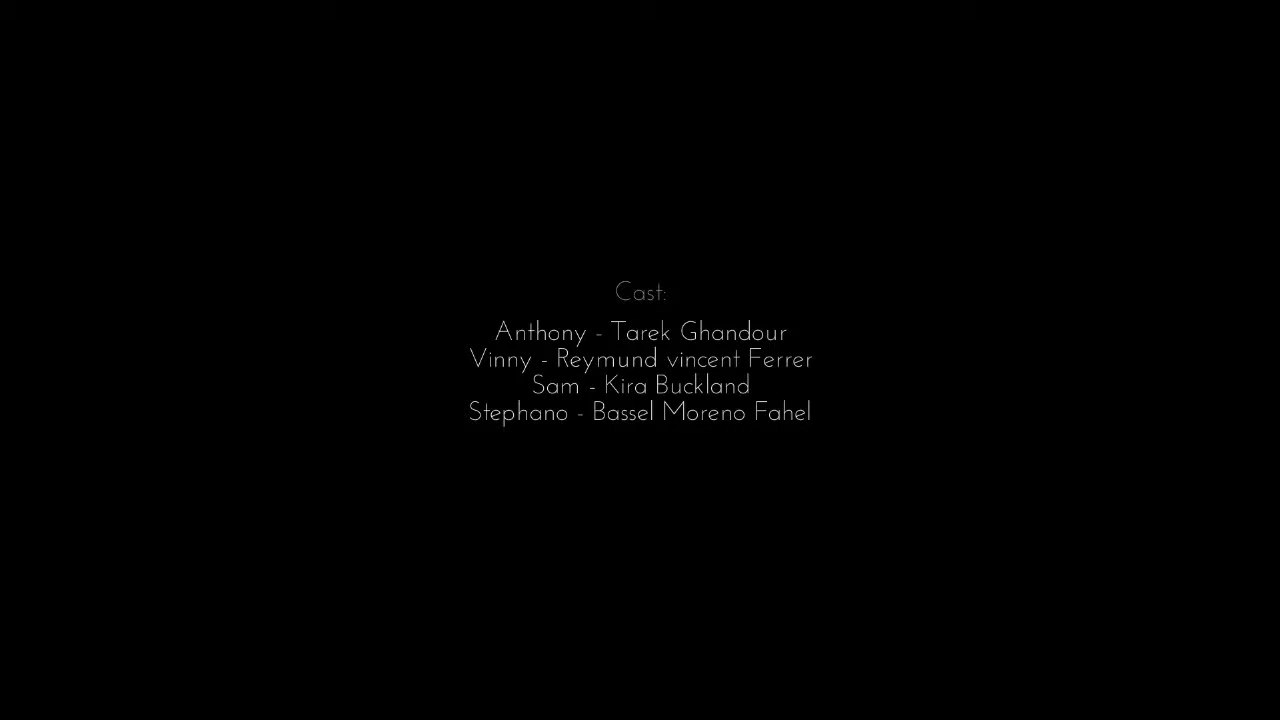 Cast:
Anthony - Tarek Ghandour
Vinny - Reymund vincent Ferrer
Sam - Kira Buckland
Stephano - Bassel Moreno Fahel